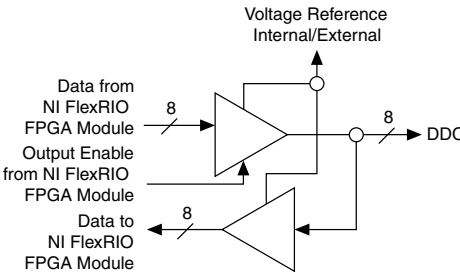 Voltage Reference
Internal/External
Data from
NI FlexRIO
FPGA Module
8
8
DDC
Output Enable
from NI FlexRIO
FPGA Module
Data to
NI FlexRIO
FPGA Module
8